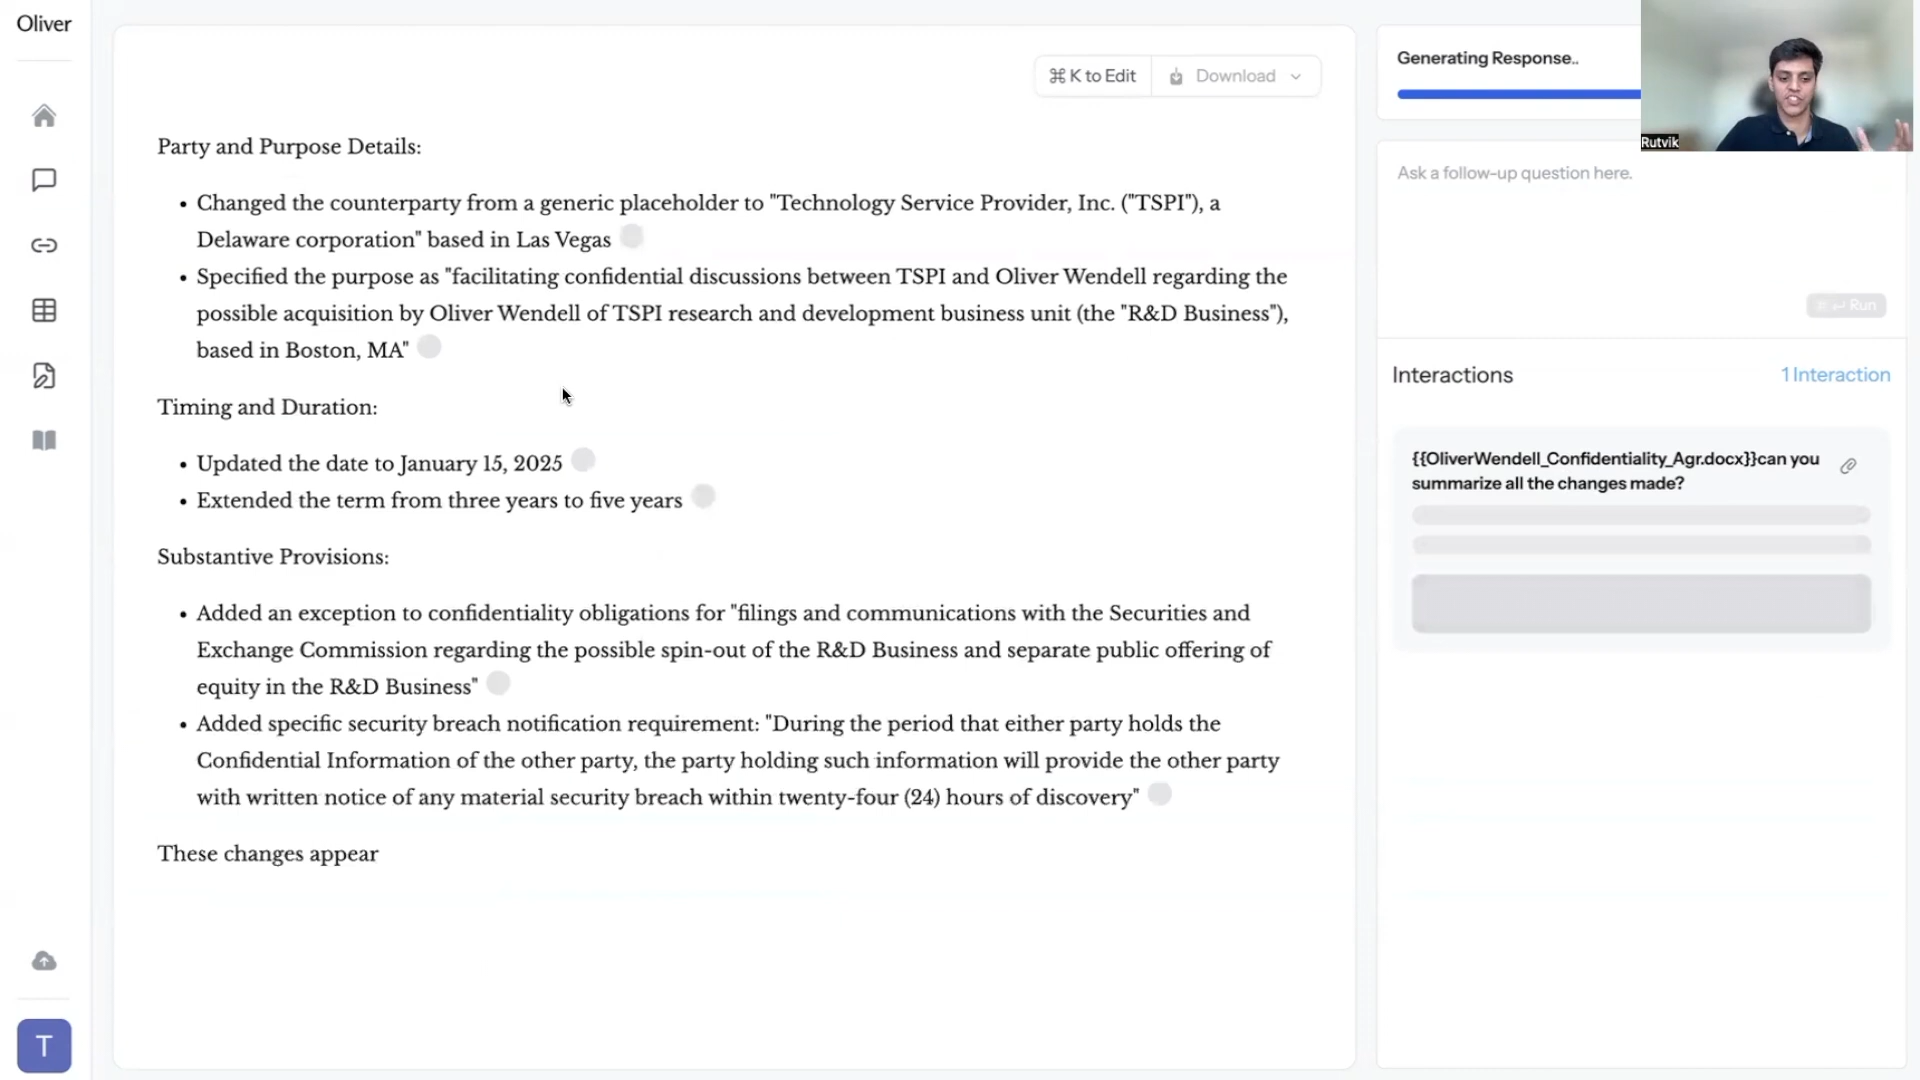 Oliver
⌘ K to Edit
Download
Party and Purpose Details:
• Changed the counterparty from a generic placeholder to "Technology Service Provider, Inc. ("TSPI"), a
Delaware corporation" based in Las Vegas
• Specified the purpose as "facilitating confidential discussions between TSPI and Oliver Wendell regarding the
possible acquisition by Oliver Wendell of TSPI research and development business unit (the "R&D Business"),
based in Boston, MA"
Timing and Duration:
• Updated the date to January 15, 2025
• Extended the term from three years to five years
Substantive Provisions:
• Added an exception to confidentiality obligations for "filings and communications with the Securities and
Exchange Commission regarding the possible spin-out of the R&D Business and separate public offering of
equity in the R&D Business"
• Added specific security breach notification requirement: "During the period that either party holds the
Confidential Information of the other party, the party holding such information will provide the other party
with written notice of any material security breach within twenty-four (24) hours of discovery"
These changes appear
T
Generating Response..
Rutvik
Ask a follow-up question here.
⌘ ↵ Run
Interactions
1 Interaction
{{OliverWendell_Confidentiality_Agr.docx}}can you
summarize all the changes made?